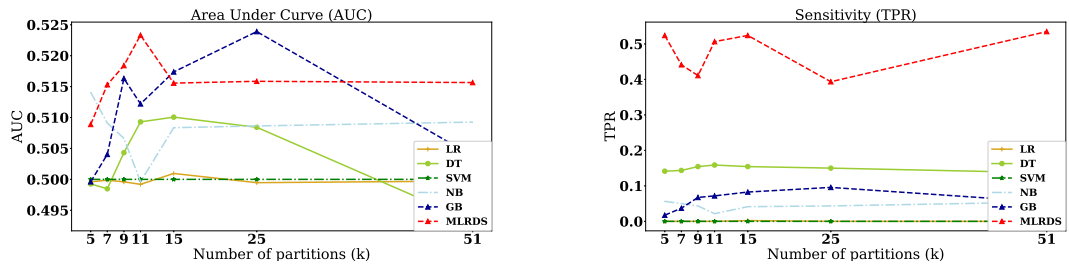 Area Under Curve (AUC)
0.525
0.520
0.515
0.510
0.505
0.500
0.495
AUC
5 7 9 11 15 25 51
Number of partitions (k)
LR
DT
SVM
NB
GB
MLRDS
Sensitivity (TPR)
0.5
0.4
0.3
0.2
0.1
0.0
TPR
5 7 9 11 15 25 51
Number of partitions (k)
LR
DT
SVM
NB
GB
MLRDS